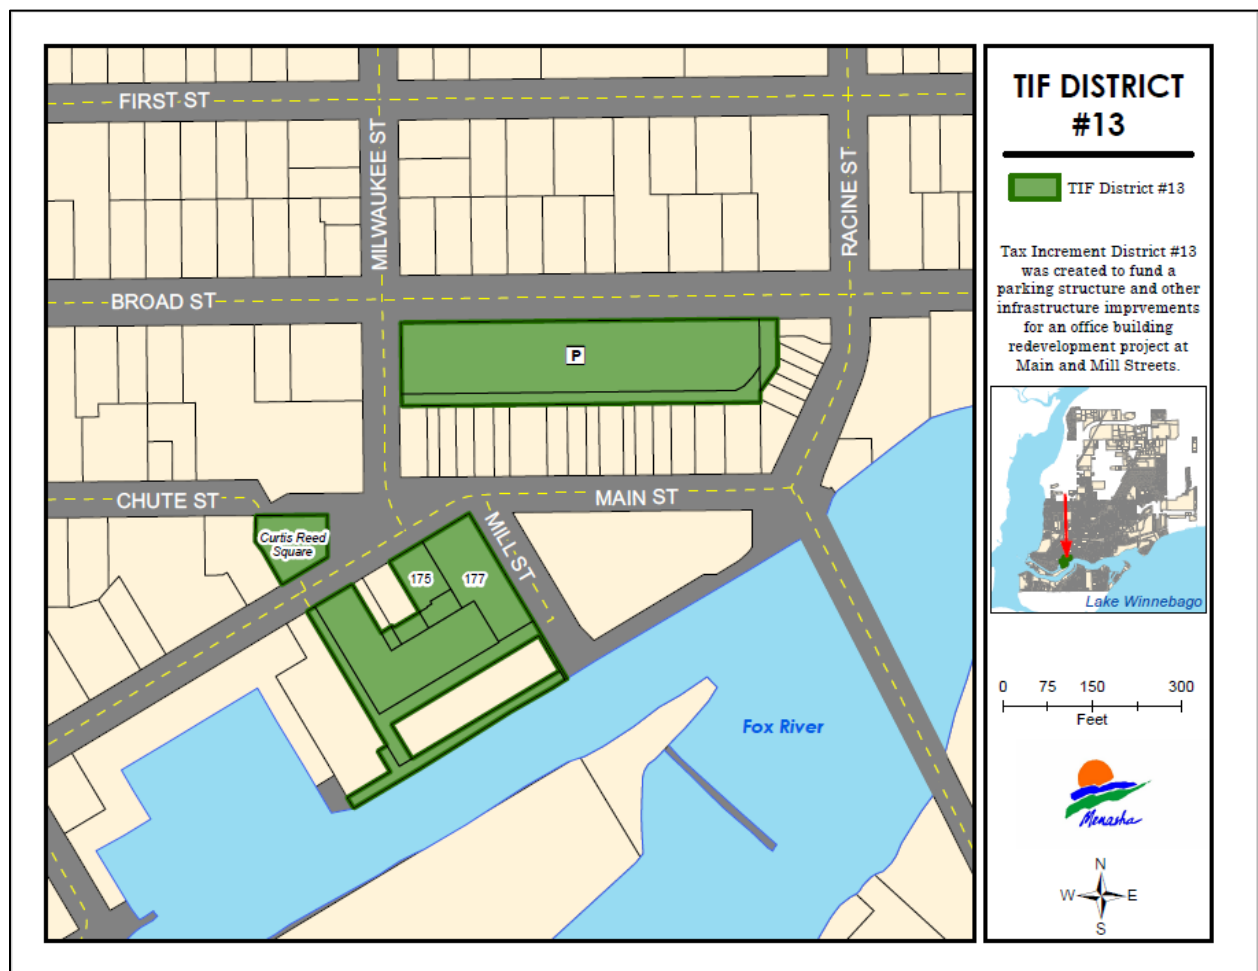 FIRST ST
MILWAUKEE ST
RACINE ST
BROAD ST
P
CHUTE ST
MAIN ST
MILL ST
Curtis Reed
Square
175
177
Fox River
TIF DISTRICT
#13
TIF District #13
Tax Increment District #13
was created to fund a
parking structure and other
infrastructure imprvements
for an office building
redevelopment project at
Main and Mill Streets.
Lake Winnebago
0 75 150 300
Feet
Menasha
N
W E
S